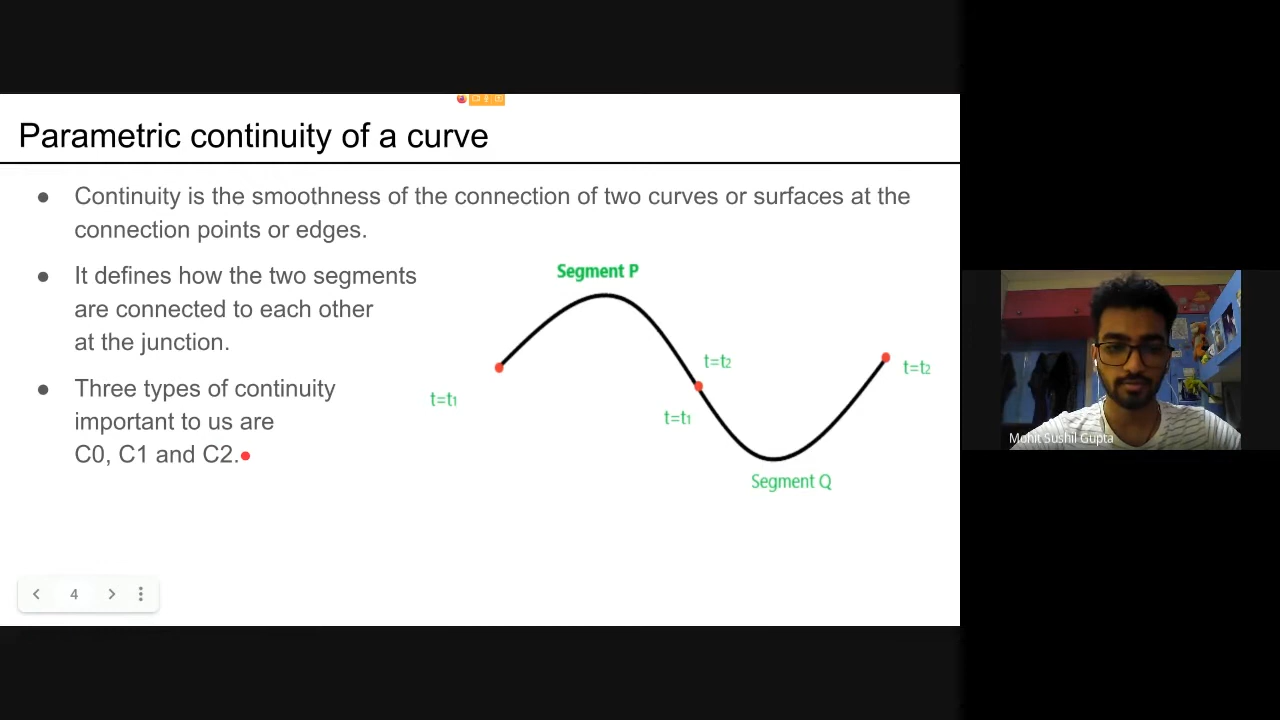 Parametric continuity of a curve
● Continuity is the smoothness of the connection of two curves or surfaces at the
connection points or edges.
● It defines how the two segments
are connected to each other
at the junction.
● Three types of continuity
important to us are
C0, C1 and C2.
Segment P
t=t1
t=t2
t=t1
t=t2
Segment Q
4
Mohit Sushil Gupta